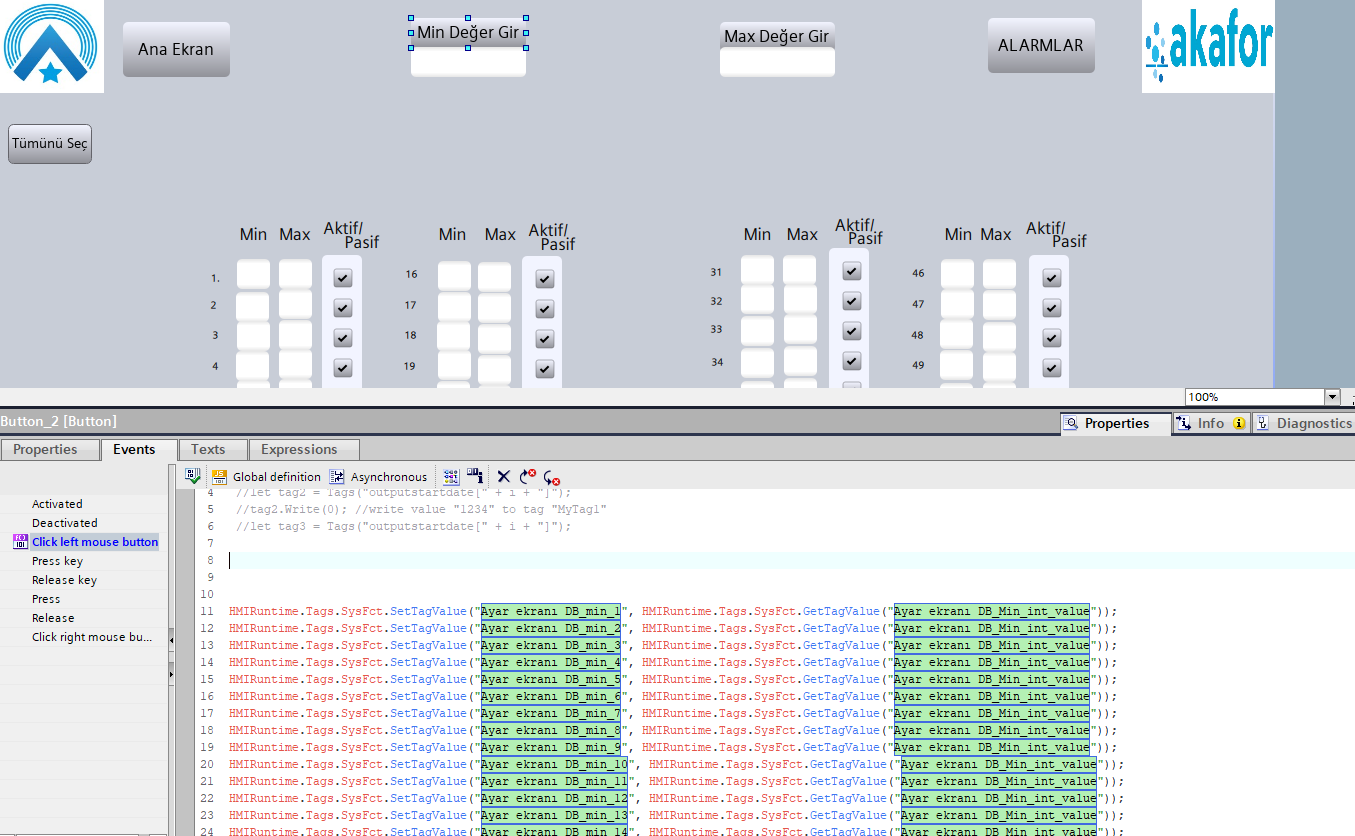 Ana Ekran
Min Değer Gir
Max Değer Gir
ALARMLAR
akafor
Tümünü Seç
Min Max Aktif/Pasif
Min Max Aktif/Pasif
Min Max Aktif/Pasif
Min Max Aktif/Pasif
1. 16 31 46
2 17 32 47
3 18 33 48
4 19 34 49
100%
Button_2 [Button]
Properties Info Diagnostics
Properties Events Texts Expressions
Global definition Asynchronous
Activated
Deactivated
Click left mouse button
Press key
Release key
Press
Release
Click right mouse bu...
4 //let tag2 = Tags("outputstartdate[" + i + "]");
5 //tag2.Write(0); //write value "1234" to tag "MyTag1"
6 //let tag3 = Tags("outputstartdate[" + i + "]");
7
8
9
10
11 HMIRuntime.Tags.SysFct.SetTagValue("Ayar ekranı DB_min_1", HMIRuntime.Tags.SysFct.GetTagValue("Ayar ekranı DB_Min_int_value"));
12 HMIRuntime.Tags.SysFct.SetTagValue("Ayar ekranı DB_min_2", HMIRuntime.Tags.SysFct.GetTagValue("Ayar ekranı DB_Min_int_value"));
13 HMIRuntime.Tags.SysFct.SetTagValue("Ayar ekranı DB_min_3", HMIRuntime.Tags.SysFct.GetTagValue("Ayar ekranı DB_Min_int_value"));
14 HMIRuntime.Tags.SysFct.SetTagValue("Ayar ekranı DB_min_4", HMIRuntime.Tags.SysFct.GetTagValue("Ayar ekranı DB_Min_int_value"));
15 HMIRuntime.Tags.SysFct.SetTagValue("Ayar ekranı DB_min_5", HMIRuntime.Tags.SysFct.GetTagValue("Ayar ekranı DB_Min_int_value"));
16 HMIRuntime.Tags.SysFct.SetTagValue("Ayar ekranı DB_min_6", HMIRuntime.Tags.SysFct.GetTagValue("Ayar ekranı DB_Min_int_value"));
17 HMIRuntime.Tags.SysFct.SetTagValue("Ayar ekranı DB_min_7", HMIRuntime.Tags.SysFct.GetTagValue("Ayar ekranı DB_Min_int_value"));
18 HMIRuntime.Tags.SysFct.SetTagValue("Ayar ekranı DB_min_8", HMIRuntime.Tags.SysFct.GetTagValue("Ayar ekranı DB_Min_int_value"));
19 HMIRuntime.Tags.SysFct.SetTagValue("Ayar ekranı DB_min_9", HMIRuntime.Tags.SysFct.GetTagValue("Ayar ekranı DB_Min_int_value"));
20 HMIRuntime.Tags.SysFct.SetTagValue("Ayar ekranı DB_min_10", HMIRuntime.Tags.SysFct.GetTagValue("Ayar ekranı DB_Min_int_value"));
21 HMIRuntime.Tags.SysFct.SetTagValue("Ayar ekranı DB_min_11", HMIRuntime.Tags.SysFct.GetTagValue("Ayar ekranı DB_Min_int_value"));
22 HMIRuntime.Tags.SysFct.SetTagValue("Ayar ekranı DB_min_12", HMIRuntime.Tags.SysFct.GetTagValue("Ayar ekranı DB_Min_int_value"));
23 HMIRuntime.Tags.SysFct.SetTagValue("Ayar ekranı DB_min_13", HMIRuntime.Tags.SysFct.GetTagValue("Ayar ekranı DB_Min_int_value"));
24 HMIRuntime.Tags.SysFct.SetTagValue("Ayar ekranı DB_min_14", HMIRuntime.Tags.SysFct.GetTagValue("Ayar ekranı DB_Min_int_value"));